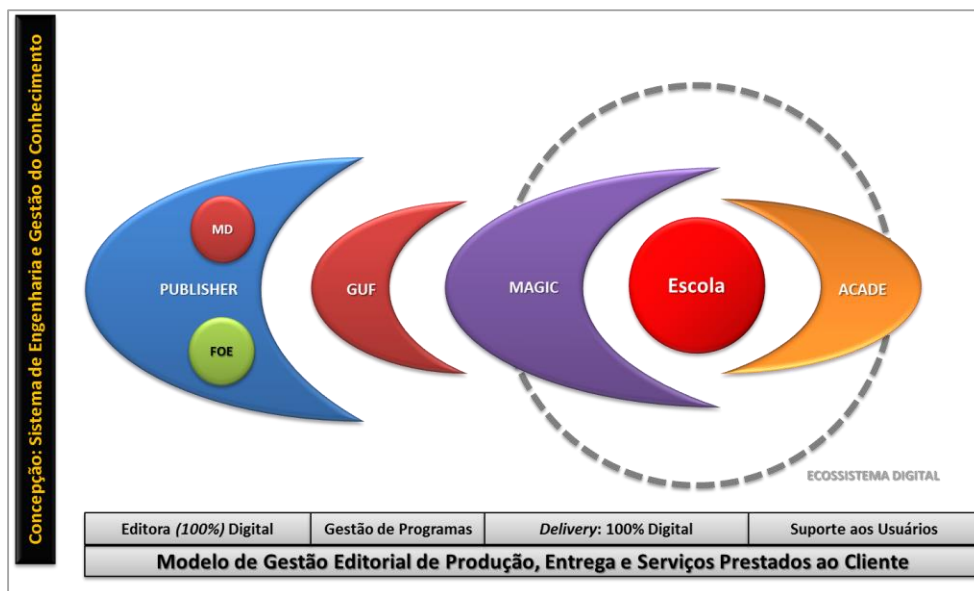 Concepção: Sistema de Engenharia e Gestão do Conhecimento
MD
PUBLISHER
FOE
GUF
MAGIC
Escola
ACADE
ECOSSISTEMA DIGITAL
Editora (100%) Digital
Gestão de Programas
Delivery: 100% Digital
Suporte aos Usuários
Modelo de Gestão Editorial de Produção, Entrega e Serviços Prestados ao Cliente